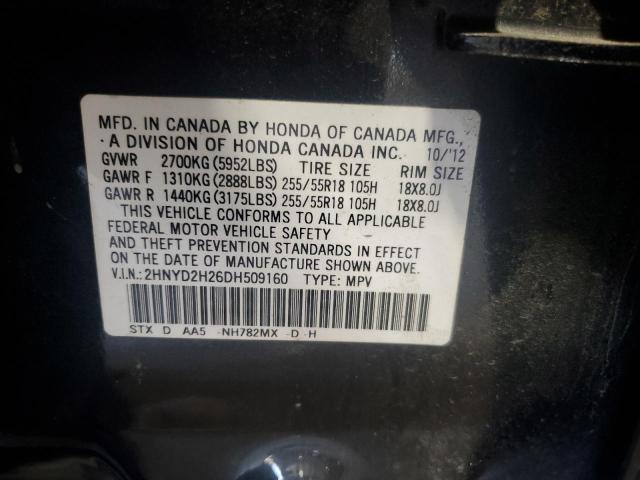 MFD. IN CANADA BY HONDA OF CANADA MFG.,
A DIVISION OF HONDA CANADA INC. 10/'12
GVWR 2700KG(5952LBS) TIRE SIZE RIM SIZE
GAWR F 1310KG(2888LBS) 255/55R18 105H 18X8.0J
GAWR R 1440KG(3175LBS) 255/55R18 105H 18X8.0J
THIS VEHICLE CONFORMS TO ALL APPLICABLE
FEDERAL MOTOR VEHICLE SAFETY
AND THEFT PREVENTION STANDARDS IN EFFECT
ON THE DATE OF MANUFACTURE SHOWN ABOVE.
V.I.N.: 2HNYD2H26DH509160 TYPE: MPV
STX D AA5 -NH782MX -D -H